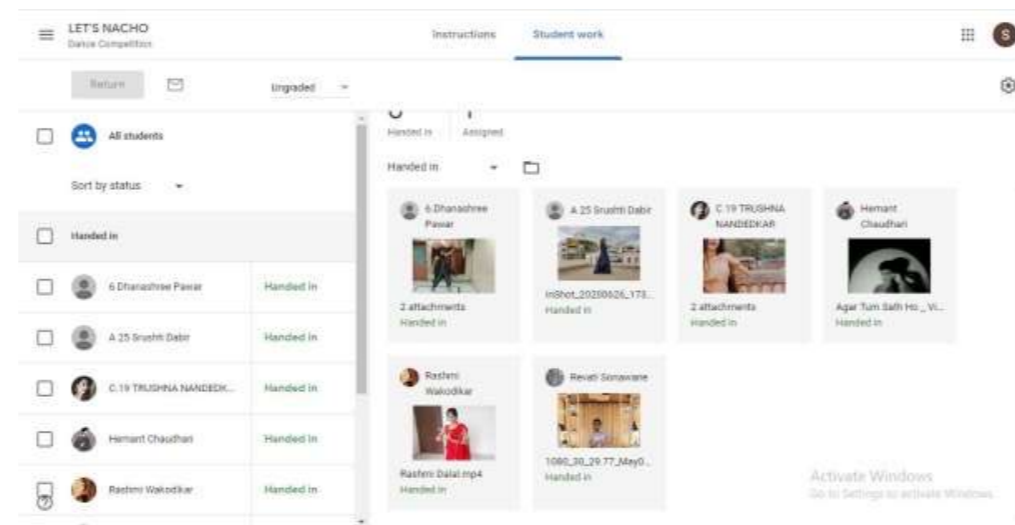 LET'S NACHO
Dance Competition
Instructions
Student work
S
Return
Ungraded
All students
Sort by status
Handed in
6 Dhanashree Pawar
Handed in
A 25 Srushti Dabir
Handed in
C.19 TRUSHNA NANDEDK...
Handed in
Hemant Chaudhari
Handed in
Rashmi Wakodikar
Handed in
Handed in
Assigned
Handed in
6 Dhanashree
Pawar
2 attachments
Handed in
A 25 Srushti Dabir
InShot_20200626_173...
Handed in
C.19 TRUSHNA
NANDEDKAR
2 attachments
Handed in
Hemant
Chaudhari
Agar Tum Sath Ho _ Vi...
Handed in
Rashmi
Wakodikar
Rashmi Dalal.mp4
Handed in
Revati Sonawane
1080_30_29.77_May0...
Handed in
Activate Windows
Go to Settings to activate Windows.